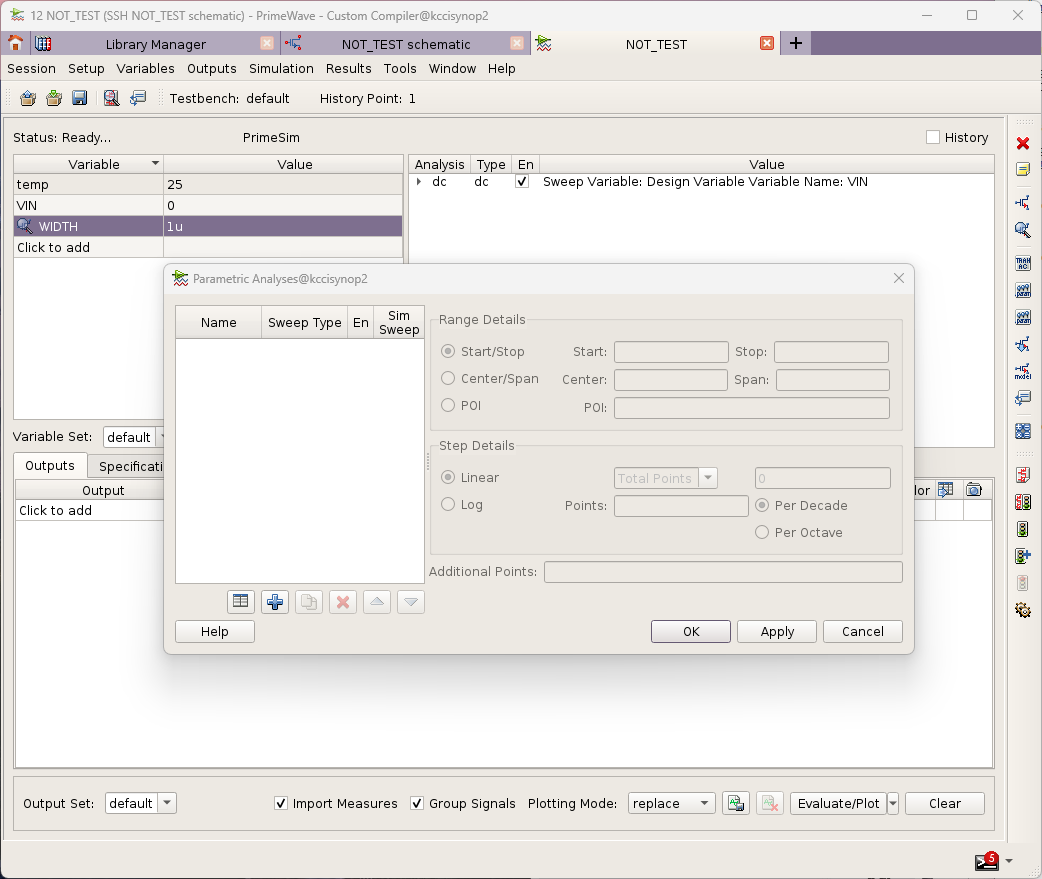 12 NOT_TEST (SSH NOT_TEST schematic) - PrimeWave - Custom Compiler@kccisynop2
Library Manager NOT_TEST schematic NOT_TEST
Session Setup Variables Outputs Simulation Results Tools Window Help
Testbench: default History Point: 1
Status: Ready... PrimeSim History
Variable Value
temp 25
VIN 0
WIDTH 1u
Click to add
Analysis Type En Value
dc dc Sweep Variable: Design Variable Variable Name: VIN
Parametric Analyses@kccisynop2
Name Sweep Type En Sim Sweep
Range Details
Start/Stop Start: Stop:
Center/Span Center: Span:
POI POI:
Step Details
Linear Total Points 0
Log Points: Per Decade
Per Octave
Additional Points:
Help OK Apply Cancel
Variable Set: default
Outputs Specificati
Output lor
Click to add
Output Set: default Import Measures Group Signals Plotting Mode: replace Evaluate/Plot Clear
TRAN
AC
param
param
model
5